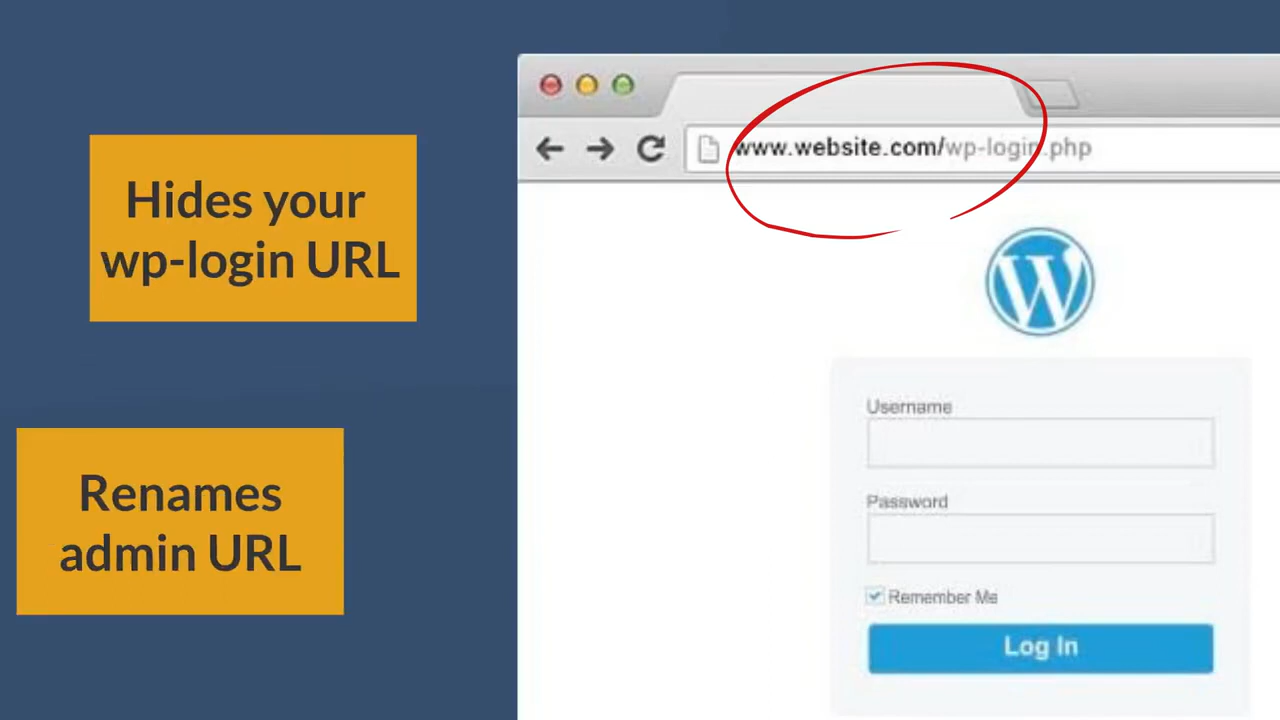 Hides your
wp-login URL
Renames
admin URL
www.website.com/wp-login.php
Username
Password
Remember Me
Log In